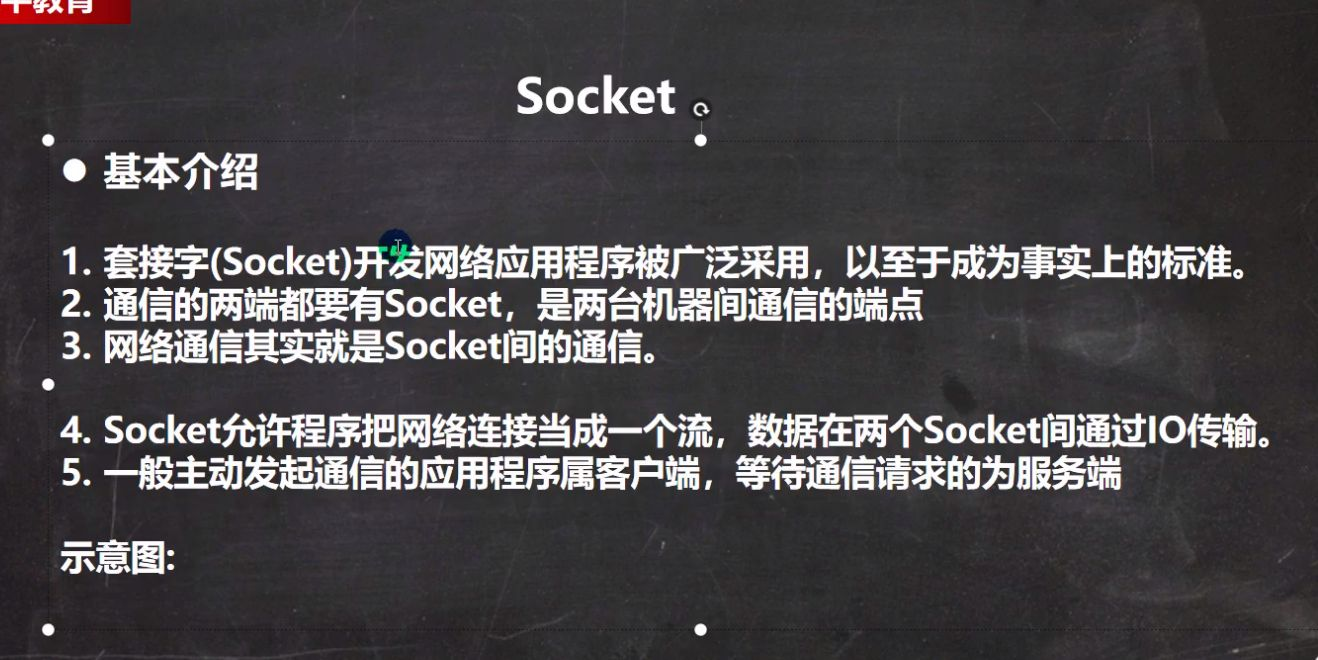 教育
Socket
● 基本介绍
1. 套接字(Socket)开发网络应用程序被广泛采用，以至于成为事实上的标准。
2. 通信的两端都要有Socket，是两台机器间通信的端点
3. 网络通信其实就是Socket间的通信。
4. Socket允许程序把网络连接当成一个流，数据在两个Socket间通过IO传输。
5. 一般主动发起通信的应用程序属客户端，等待通信请求的为服务端
示意图: